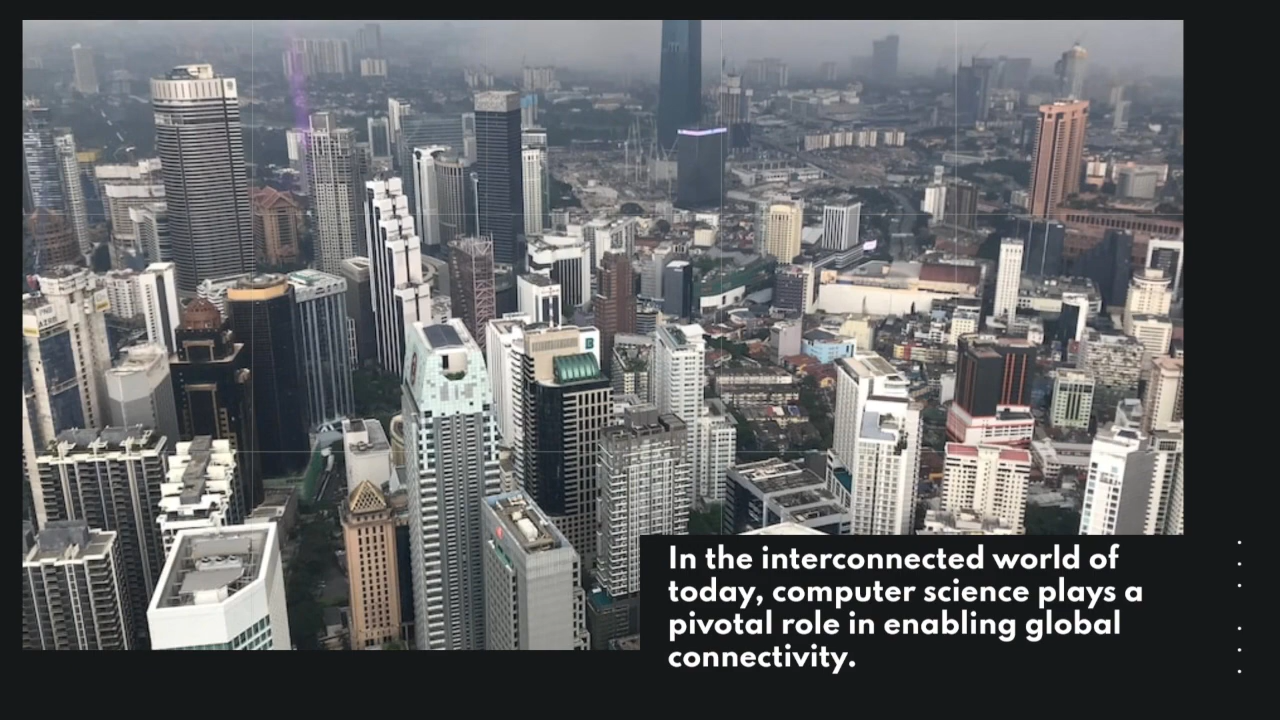 In the interconnected world of
today, computer science plays a
pivotal role in enabling global
connectivity.